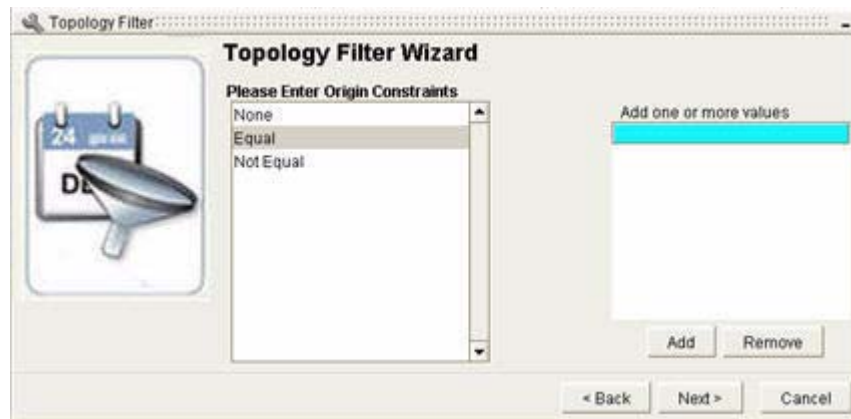 Topology Filter
Topology Filter Wizard
Please Enter Origin Constraints
None
Equal
Not Equal
Add one or more values
24
Add
Remove
< Back
Next >
Cancel